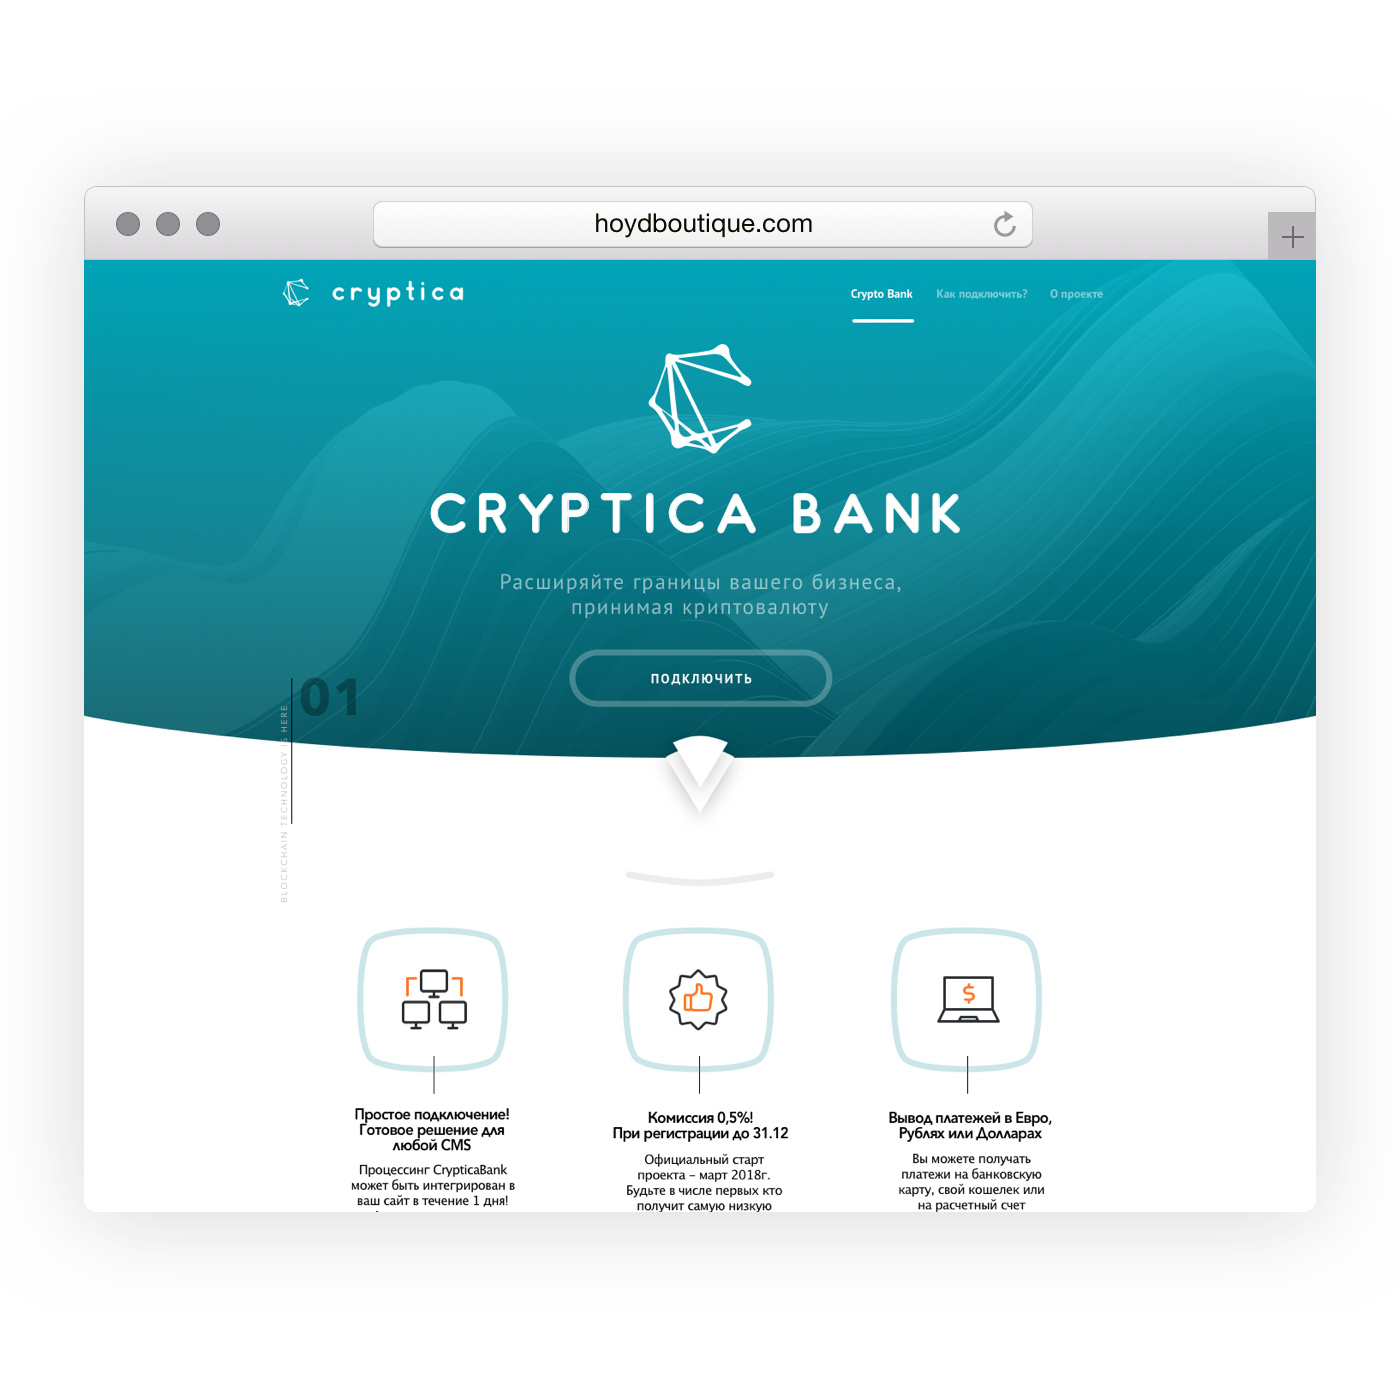 hoydboutique.com
cryptica
Crypto Bank
Как подключить?
О проекте
CRYPTICA BANK
Расширяйте границы вашего бизнеса,
принимая криптовалюту
ПОДКЛЮЧИТЬ
01
BLOCKCHAIN TECHNOLOGY IS HERE
Простое подключение!
Готовое решение для
любой CMS
Процессинг CrypticaBank
может быть интегрирован в
ваш сайт в течение 1 дня!
Комиссия 0,5%!
При регистрации до 31.12
Официальный старт
проекта – март 2018г.
Будьте в числе первых кто
получит самую низкую
Вывод платежей в Евро,
Рублях или Долларах
Вы можете получать
платежи на банковскую
карту, свой кошелек или
на расчетный счет